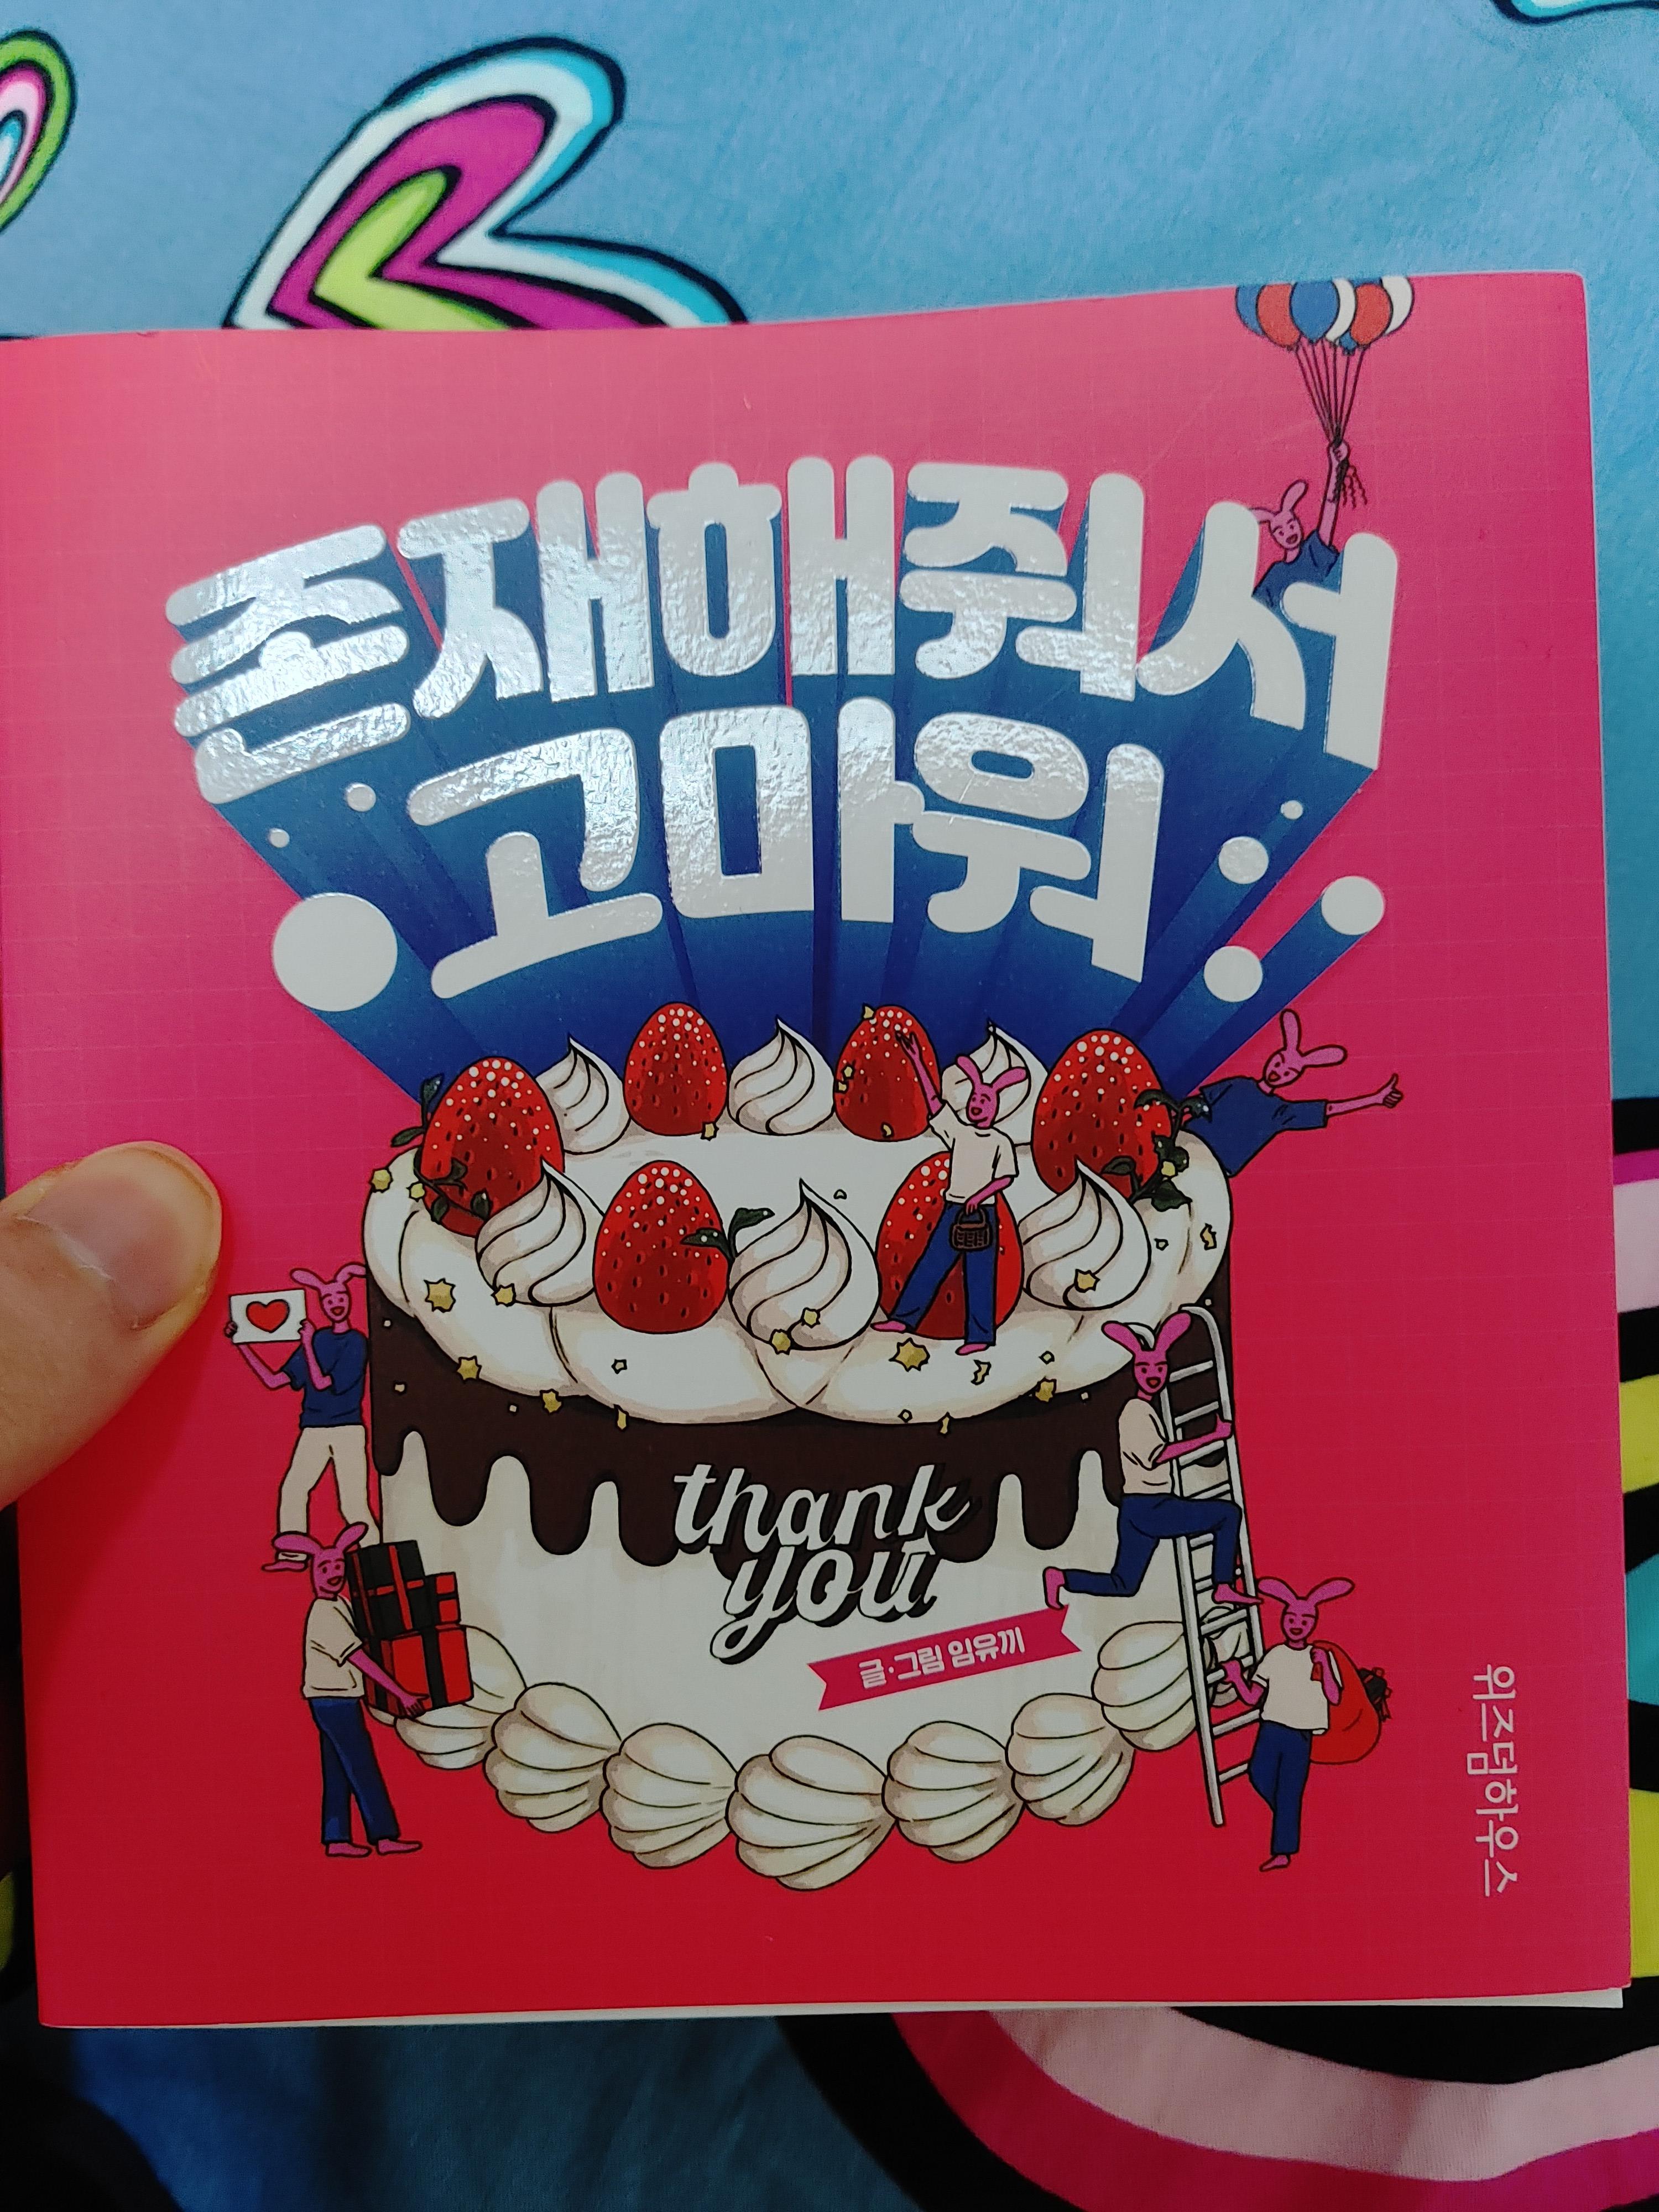 존재해줘서
고마워
thank
you
글·그림 임유끼
위즈덤하우스